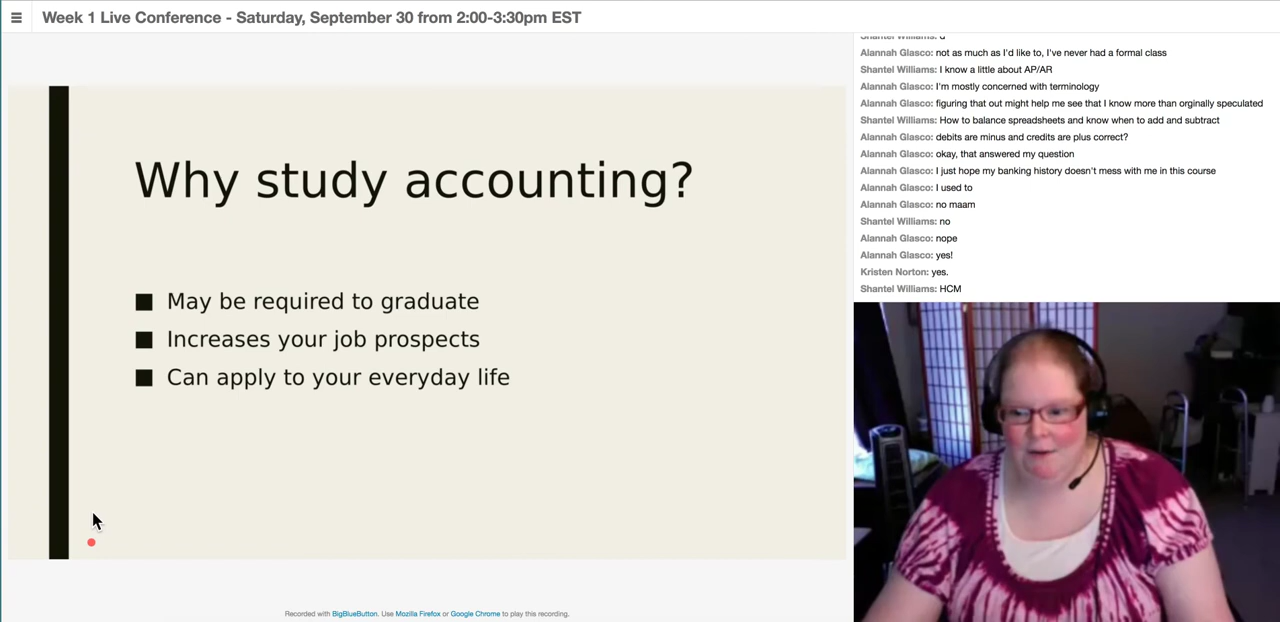 Week 1 Live Conference - Saturday, September 30 from 2:00-3:30pm EST
Why study accounting?
May be required to graduate
Increases your job prospects
Can apply to your everyday life
Recorded with BigBlueButton. Use Mozilla Firefox or Google Chrome to play this recording.
Shantel Williams: d
Alannah Glasco: not as much as I'd like to, I've never had a formal class
Shantel Williams: I know a little about AP/AR
Alannah Glasco: I'm mostly concerned with terminology
Alannah Glasco: figuring that out might help me see that I know more than orginally speculated
Shantel Williams: How to balance spreadsheets and know when to add and subtract
Alannah Glasco: debits are minus and credits are plus correct?
Alannah Glasco: okay, that answered my question
Alannah Glasco: I just hope my banking history doesn't mess with me in this course
Alannah Glasco: I used to
Alannah Glasco: no maam
Shantel Williams: no
Alannah Glasco: nope
Alannah Glasco: yes!
Kristen Norton: yes.
Shantel Williams: HCM